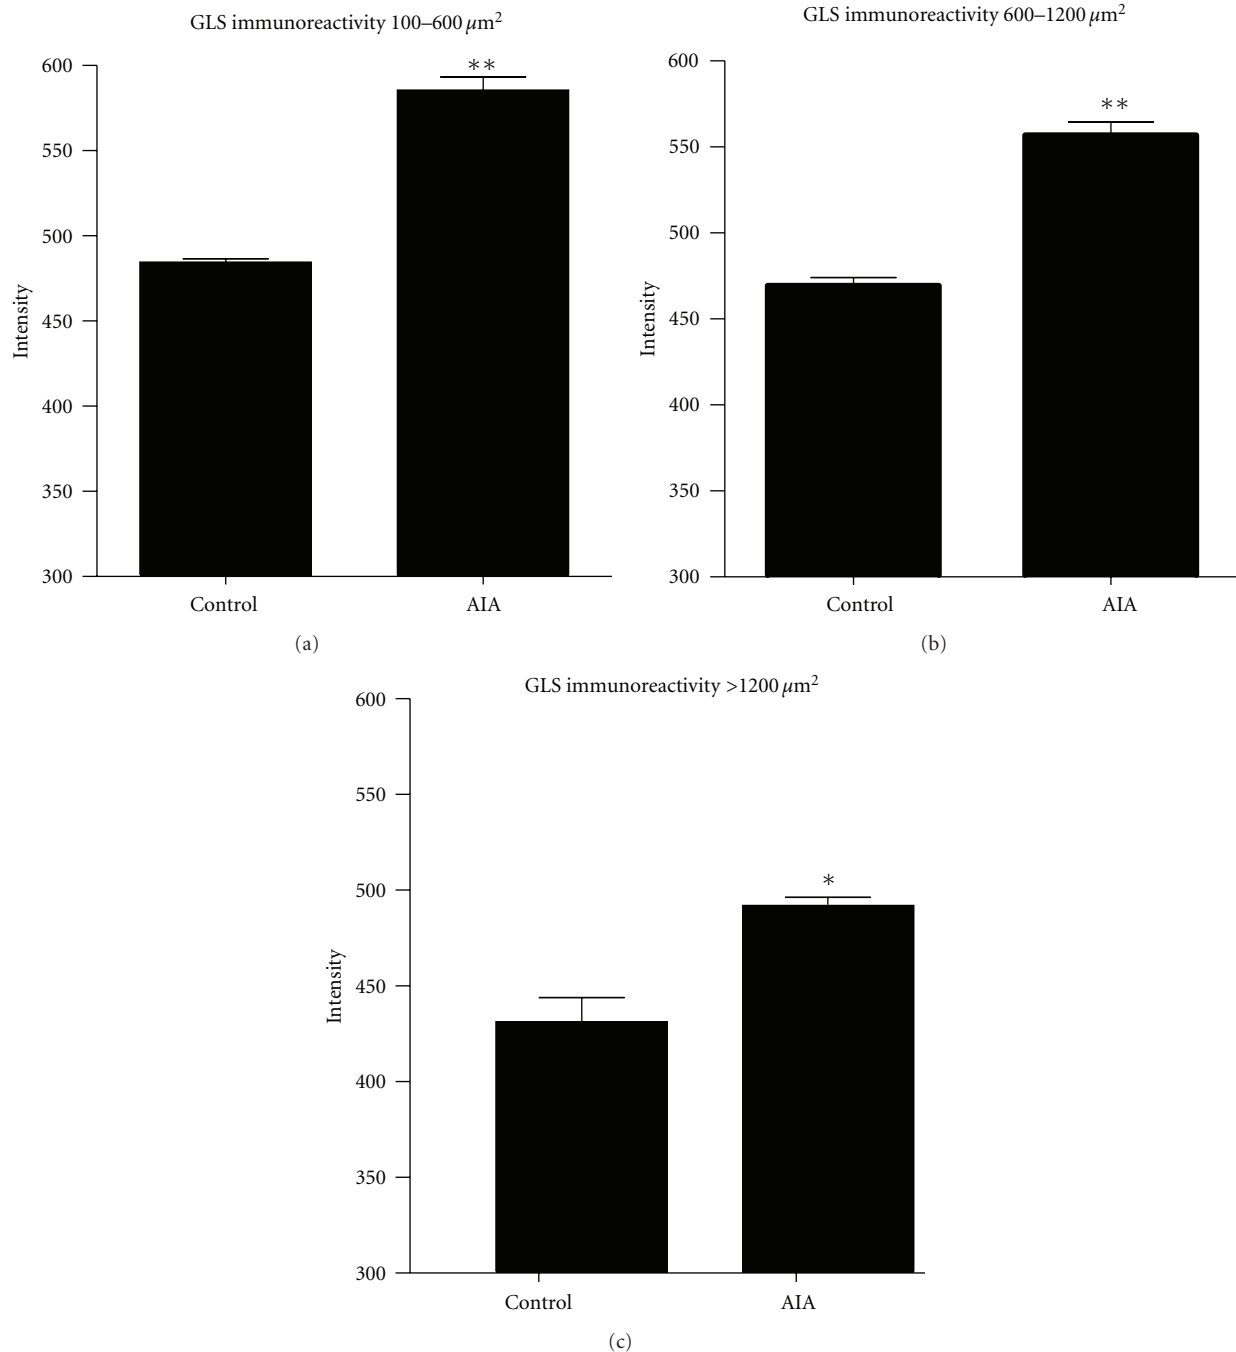 GLS immunoreactivity 100–600 μm²
600
550
500
450
400
350
300
Intensity
**
Control
AIA
(a)
GLS immunoreactivity 600–1200 μm²
600
550
500
450
400
350
300
Intensity
**
Control
AIA
(b)
GLS immunoreactivity >1200 μm²
600
550
500
450
400
350
300
Intensity
*
Control
AIA
(c)